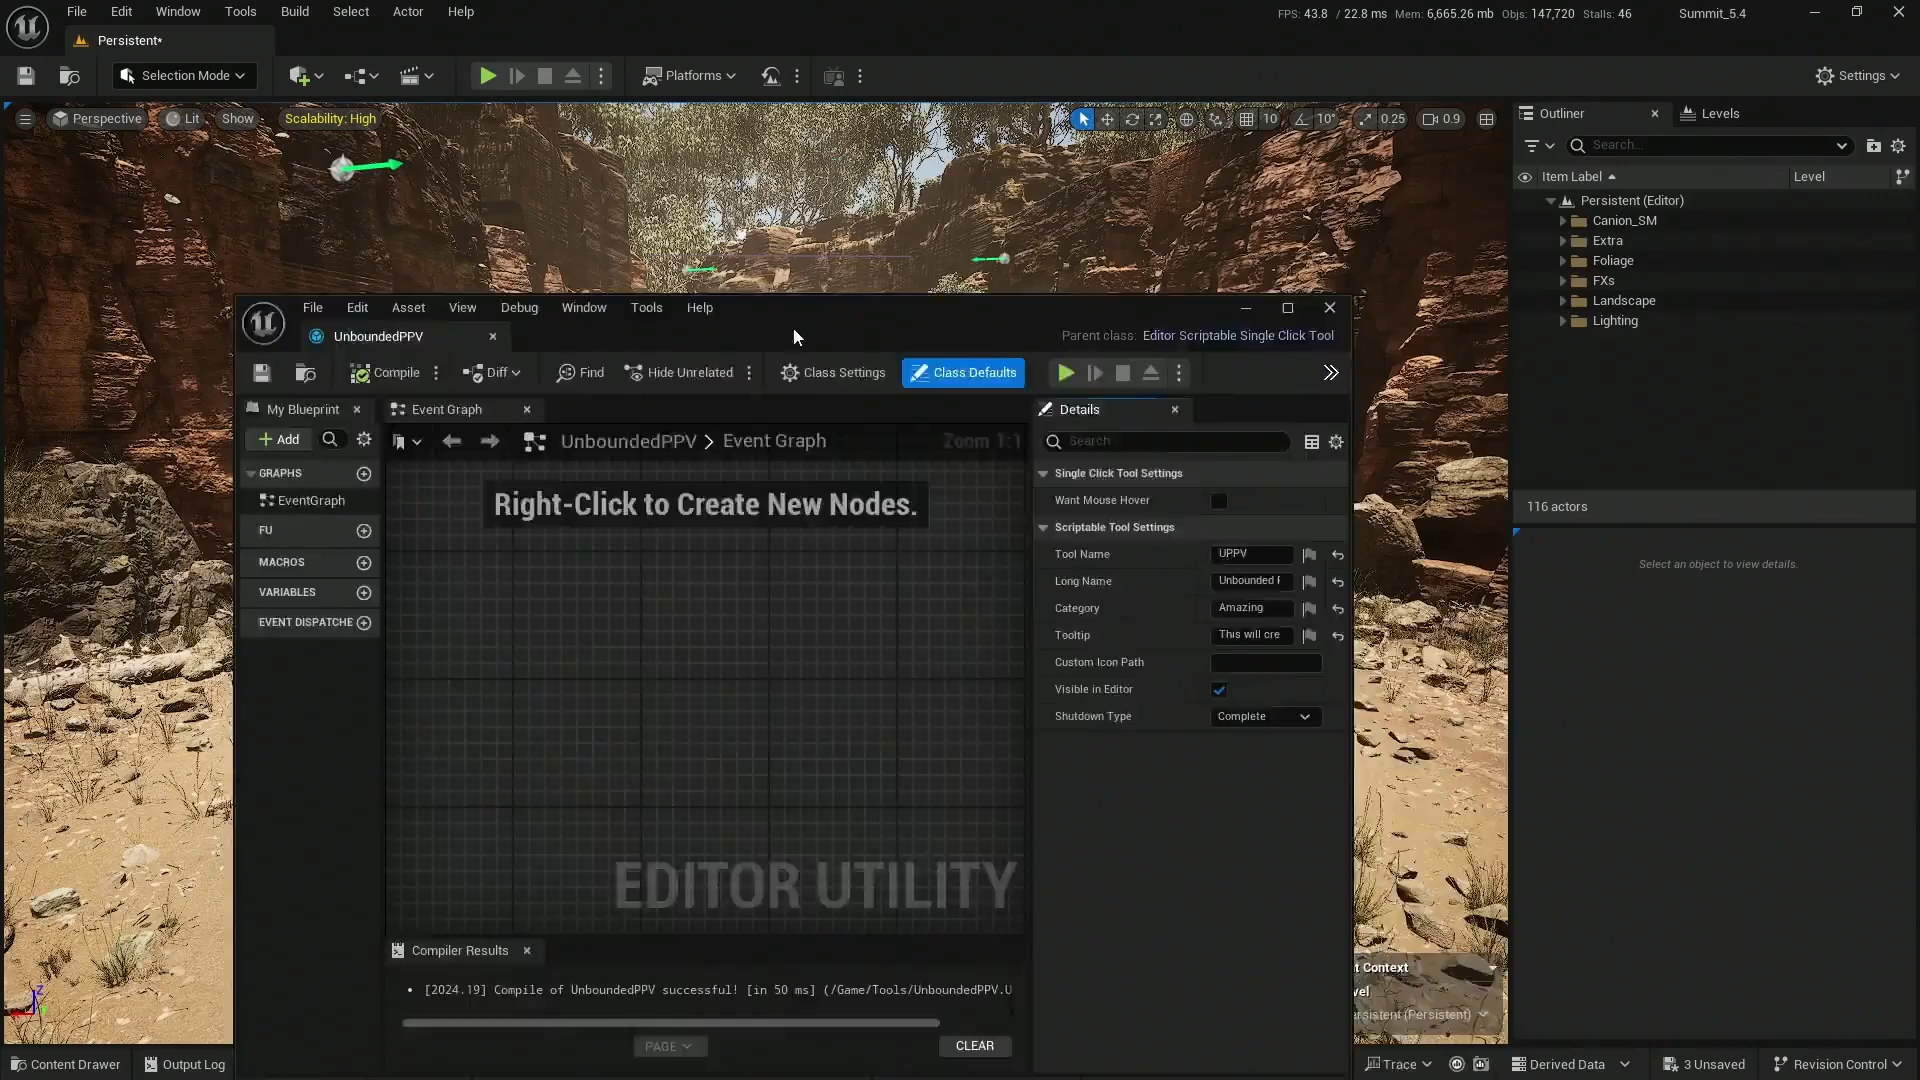 File Edit Window Tools Build Select Actor Help
FPS: 43.8 / 22.8 ms Mem: 6,665.26 mb Objs: 147,720 Stalls: 46 Summit_5.4
Persistent*
Selection Mode Platforms Settings
Perspective Lit Show Scalability: High 10 10° 0.25 0.9
Outliner Levels
Search...
Item Label Level
Persistent (Editor)
Canion_SM
Extra
Foliage
FXs
Landscape
Lighting
116 actors
Select an object to view details.
File Edit Asset View Debug Window Tools Help
UnboundedPPV Parent class: Editor Scriptable Single Click Tool
Compile Diff Find Hide Unrelated Class Settings Class Defaults
My Blueprint Event Graph Details
Add UnboundedPPV > Event Graph Zoom 1:1 Search
GRAPHS
EventGraph
FU
MACROS
VARIABLES
EVENT DISPATCHE
Right-Click to Create New Nodes.
EDITOR UTILITY
Single Click Tool Settings
Want Mouse Hover
Scriptable Tool Settings
Tool Name UPPV
Long Name Unbounded
Category Amazing
Tooltip This will cre
Custom Icon Path
Visible in Editor
Shutdown Type Complete
Compiler Results
• [2024.19] Compile of UnboundedPPV successful! [in 50 ms] (/Game/Tools/UnboundedPPV.U
PAGE CLEAR
t Context
vel
ersistent (Persistent)
Content Drawer Output Log Trace Derived Data 3 Unsaved Revision Control